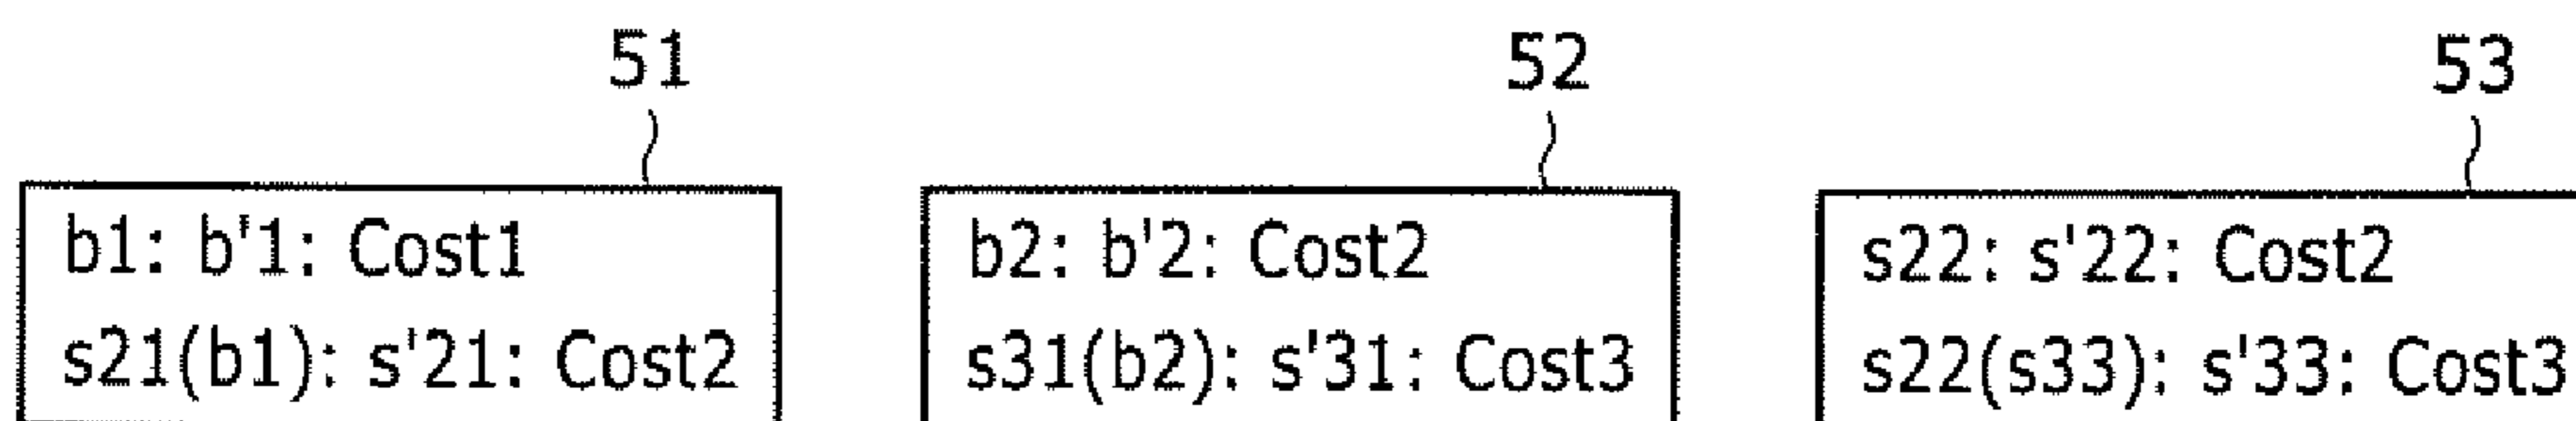 51
52
53
b1: b'1: Cost1
s21(b1): s'21: Cost2
b2: b'2: Cost2
s31(b2): s'31: Cost3
s22: s'22: Cost2
s22(s33): s'33: Cost3